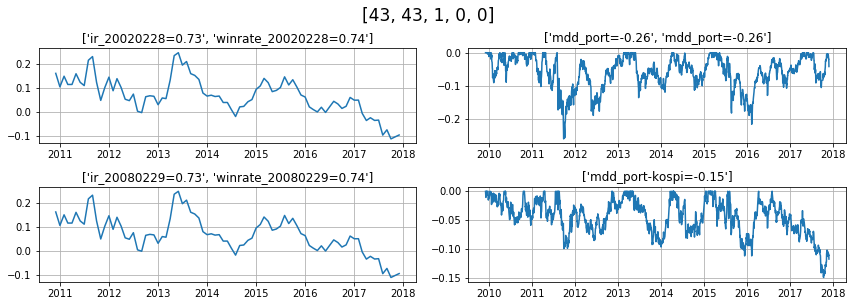 [43, 43, 1, 0, 0]
['ir_20020228=0.73', 'winrate_20020228=0.74']
0.2
0.1
0.0
−0.1
2011 2012 2013 2014 2015 2016 2017 2018
['mdd_port=-0.26', 'mdd_port=-0.26']
0.0
−0.1
−0.2
2010 2011 2012 2013 2014 2015 2016 2017 2018
['ir_20080229=0.73', 'winrate_20080229=0.74']
0.2
0.1
0.0
−0.1
2011 2012 2013 2014 2015 2016 2017 2018
['mdd_port-kospi=-0.15']
0.00
−0.05
−0.10
−0.15
2010 2011 2012 2013 2014 2015 2016 2017 2018